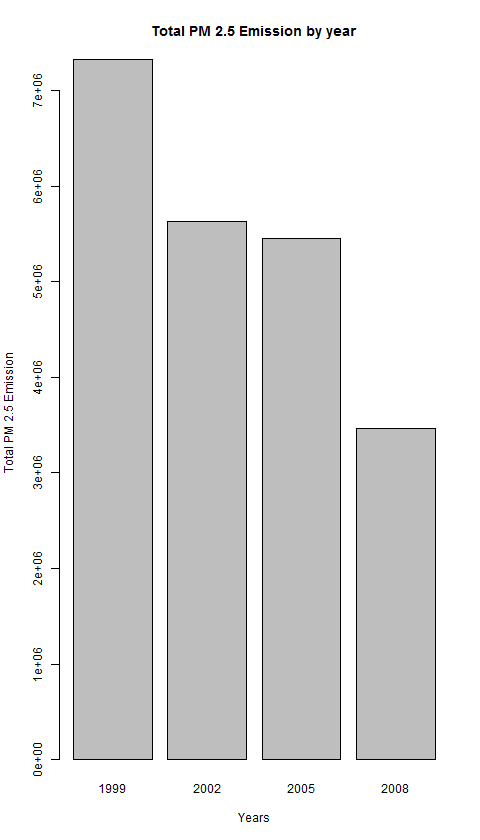 Total PM 2.5 Emission by year
Total PM 2.5 Emission
7e+06
6e+06
5e+06
4e+06
3e+06
2e+06
1e+06
0e+00
1999 2002 2005 2008
Years